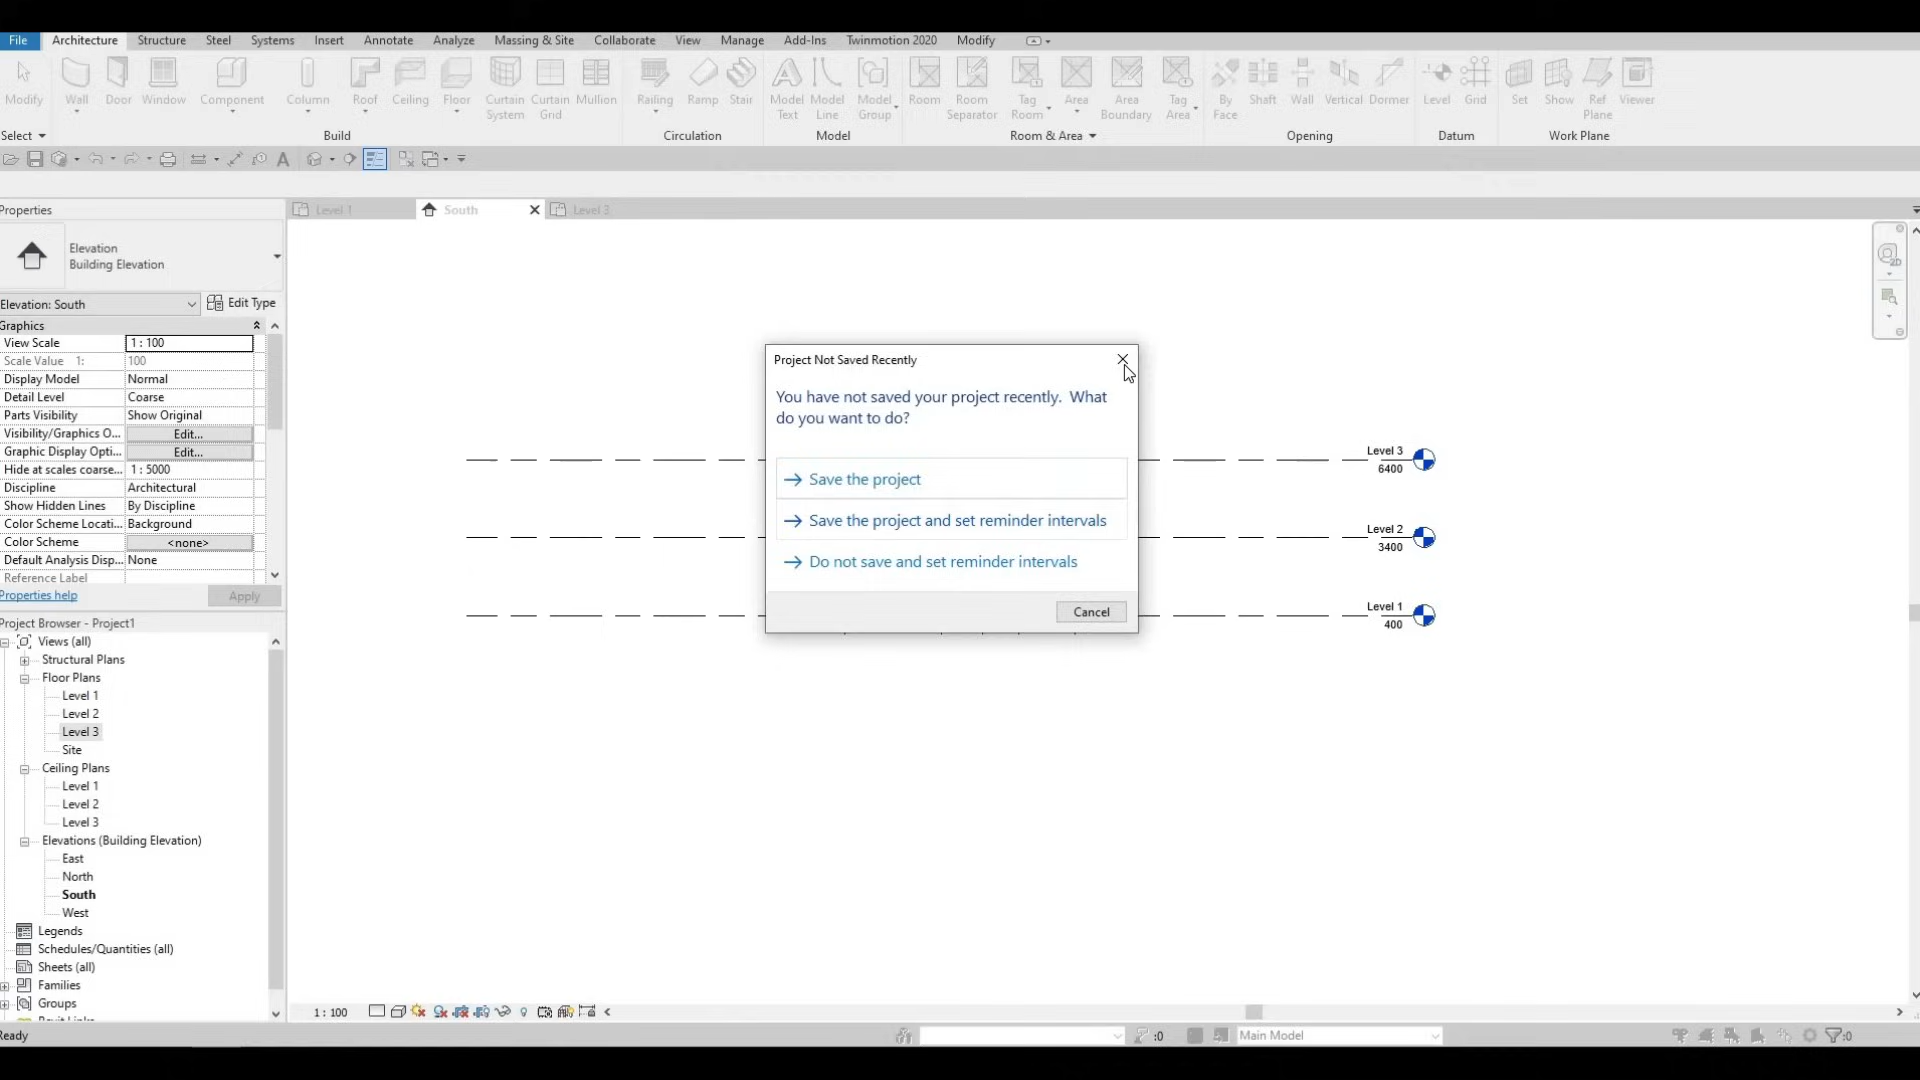 File Architecture Structure Steel Systems Insert Annotate Analyze Massing & Site Collaborate View Manage Add-Ins Twinmotion 2020 Modify
Modify Wall Door Window Component Column Roof Ceiling Floor Curtain System Curtain Grid Mullion Railing Ramp Stair Model Text Model Line Model Group Room Room Separator Tag Room Area Area Boundary Tag Area By Face Shaft Wall Vertical Dormer Level Grid Set Show Ref Plane Viewer
Select Build Circulation Model Room & Area Opening Datum Work Plane
Properties
Level 1 South Level 3
Elevation
Building Elevation
Elevation: South Edit Type
Graphics
View Scale 1 : 100
Scale Value 1: 100
Display Model Normal
Detail Level Coarse
Parts Visibility Show Original
Visibility/Graphics O... Edit...
Graphic Display Opti... Edit...
Hide at scales coarse... 1 : 5000
Discipline Architectural
Show Hidden Lines By Discipline
Color Scheme Locati... Background
Color Scheme <none>
Default Analysis Disp... None
Reference Label
Properties help Apply
Project Browser - Project1
Views (all)
Structural Plans
Floor Plans
Level 1
Level 2
Level 3
Site
Ceiling Plans
Level 1
Level 2
Level 3
Elevations (Building Elevation)
East
North
South
West
Legends
Schedules/Quantities (all)
Sheets (all)
Families
Groups
Project Not Saved Recently
You have not saved your project recently. What
do you want to do?
Save the project
Save the project and set reminder intervals
Do not save and set reminder intervals
Cancel
Level 3
6400
Level 2
3400
Level 1
400
2D
1 : 100
Ready :0 Main Model :0